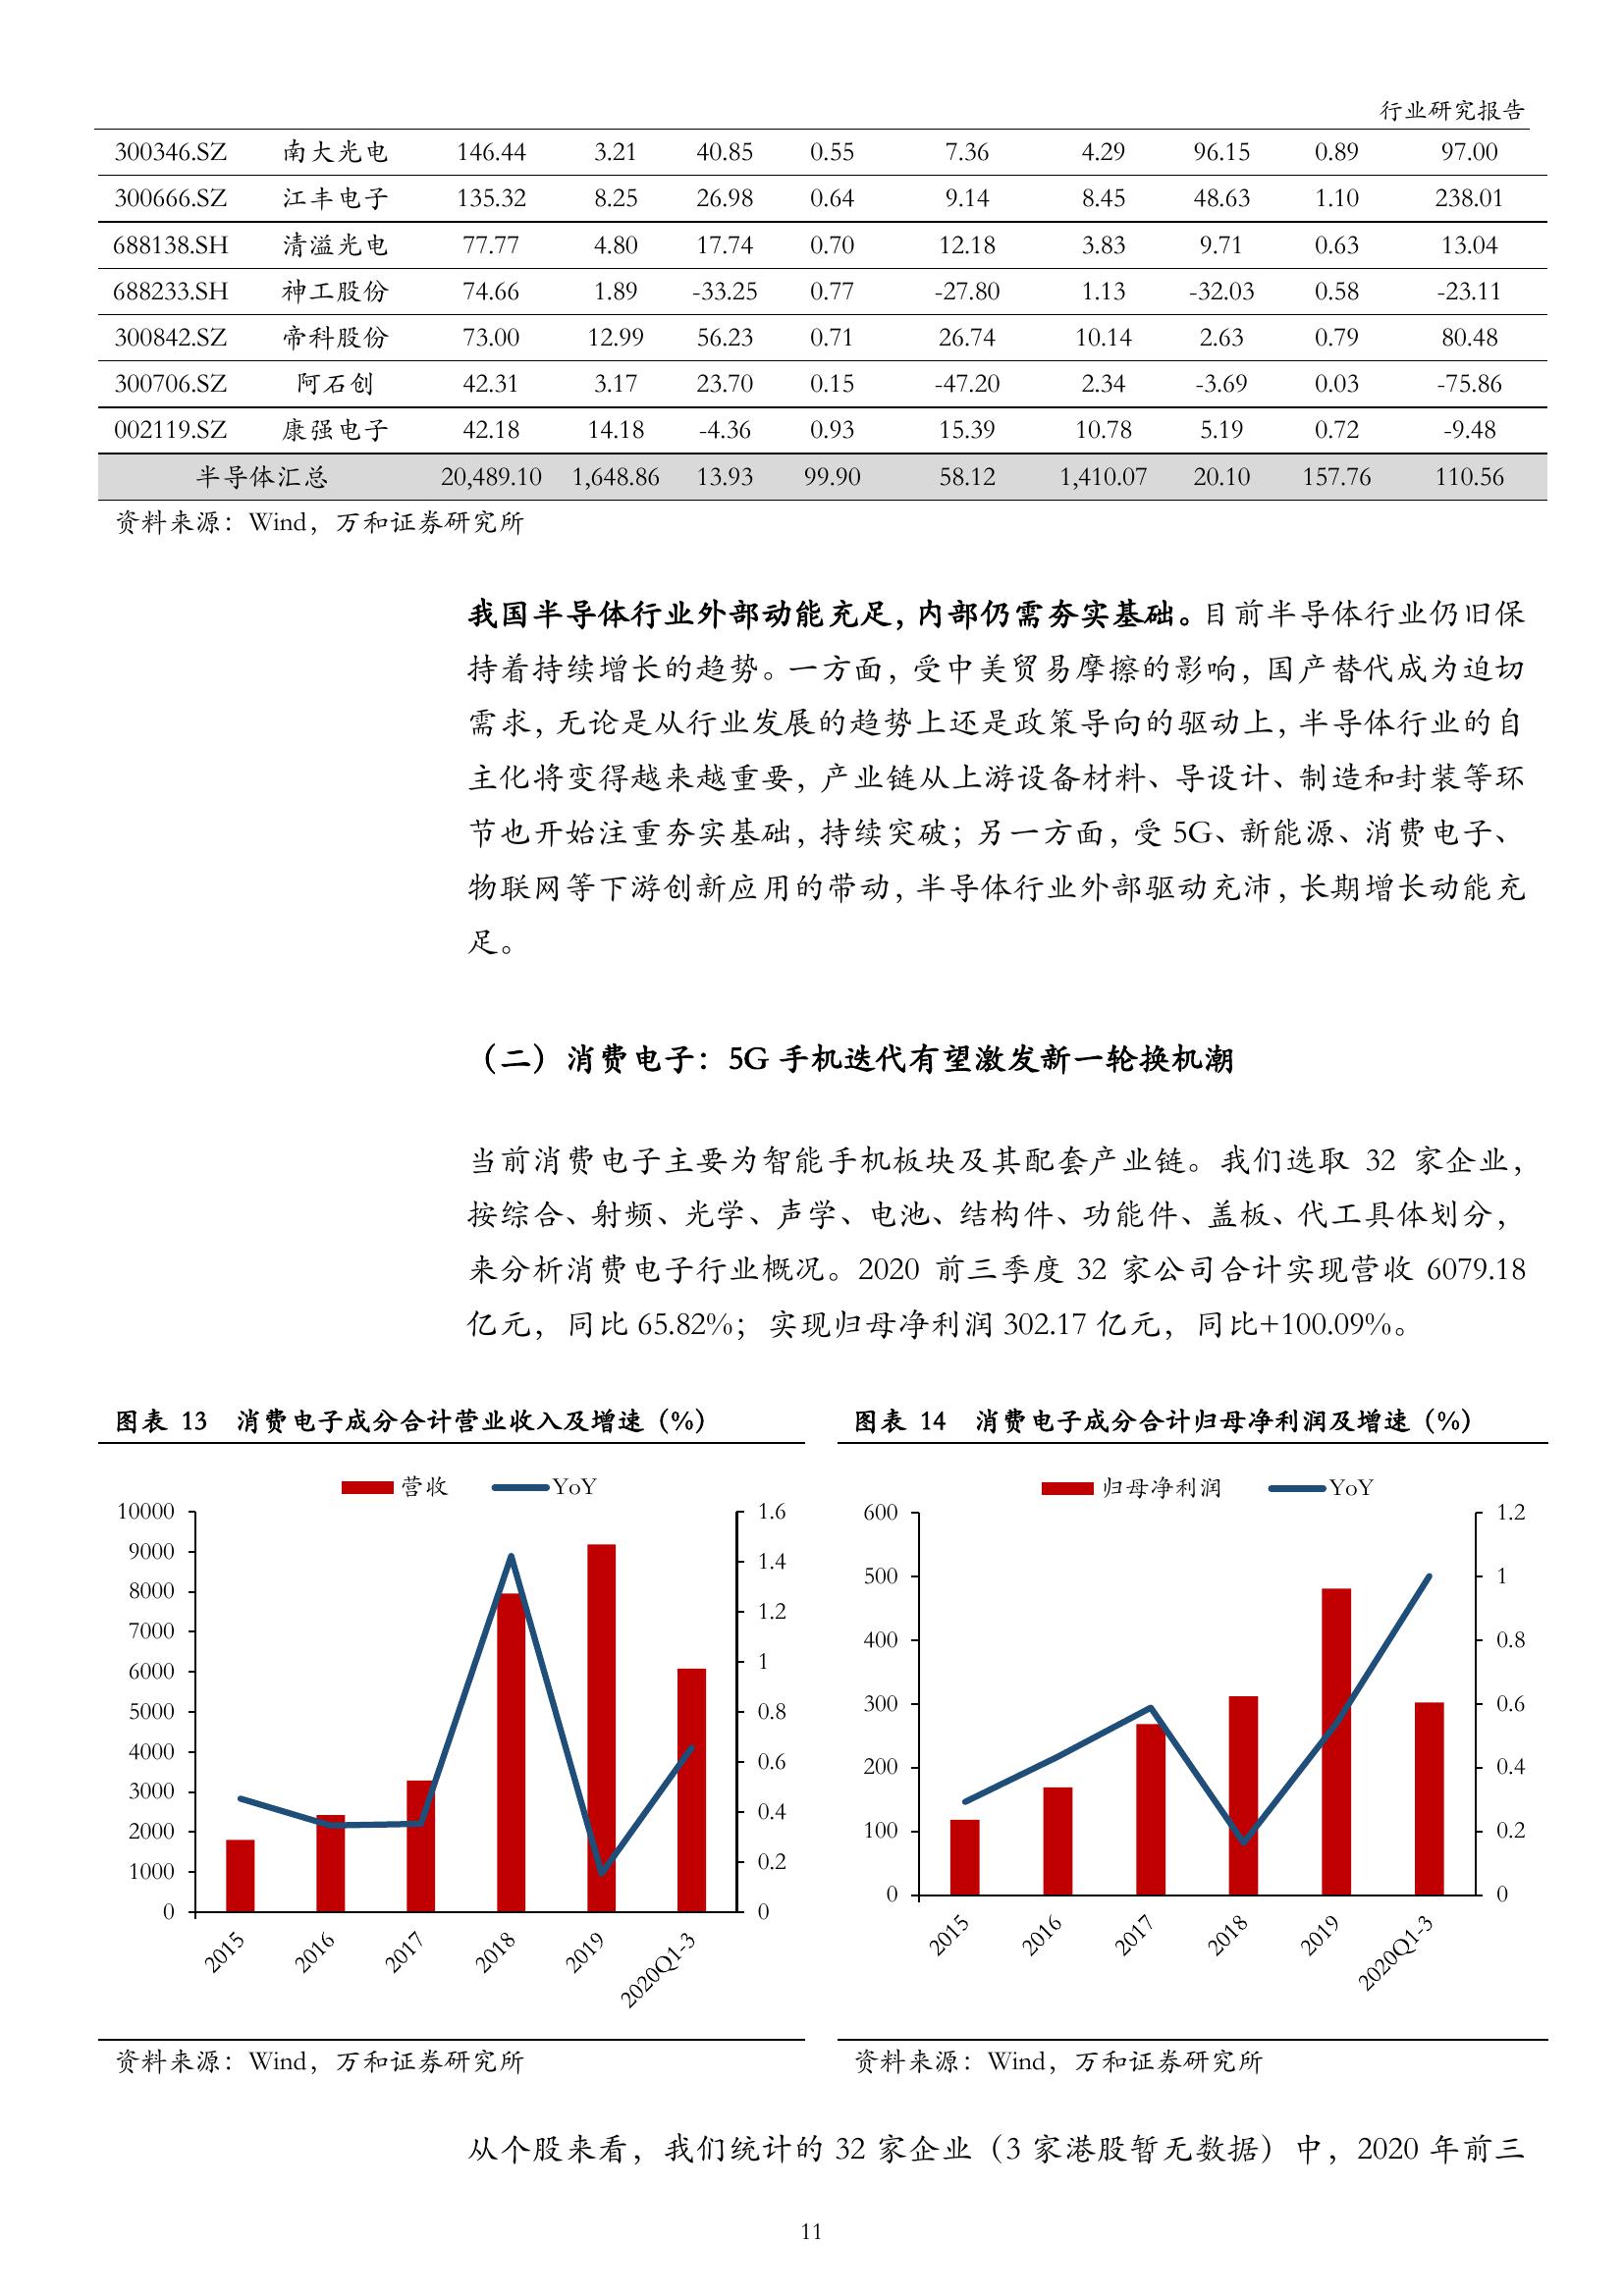 行业研究报告
300346.SZ 南大光电 146.44 3.21 40.85 0.55 7.36 4.29 96.15 0.89 97.00
300666.SZ 江丰电子 135.32 8.25 26.98 0.64 9.14 8.45 48.63 1.10 238.01
688138.SH 清溢光电 77.77 4.80 17.74 0.70 12.18 3.83 9.71 0.63 13.04
688233.SH 神工股份 74.66 1.89 -33.25 0.77 -27.80 1.13 -32.03 0.58 -23.11
300842.SZ 帝科股份 73.00 12.99 56.23 0.71 26.74 10.14 2.63 0.79 80.48
300706.SZ 阿石创 42.31 3.17 23.70 0.15 -47.20 2.34 -3.69 0.03 -75.86
002119.SZ 康强电子 42.18 14.18 -4.36 0.93 15.39 10.78 5.19 0.72 -9.48
半导体汇总 20,489.10 1,648.86 13.93 99.90 58.12 1,410.07 20.10 157.76 110.56
资料来源：Wind，万和证券研究所
我国半导体行业外部动能充足，内部仍需夯实基础。目前半导体行业仍旧保
持着持续增长的趋势。一方面，受中美贸易摩擦的影响，国产替代成为迫切
需求，无论是从行业发展的趋势上还是政策导向的驱动上，半导体行业的自
主化将变得越来越重要，产业链从上游设备材料、导设计、制造和封装等环
节也开始注重夯实基础，持续突破；另一方面，受 5G、新能源、消费电子、
物联网等下游创新应用的带动，半导体行业外部驱动充沛，长期增长动能充
足。
（二）消费电子：5G 手机迭代有望激发新一轮换机潮
当前消费电子主要为智能手机板块及其配套产业链。我们选取 32 家企业，
按综合、射频、光学、声学、电池、结构件、功能件、盖板、代工具体划分，
来分析消费电子行业概况。2020 前三季度 32 家公司合计实现营收 6079.18
亿元，同比 65.82%；实现归母净利润 302.17 亿元，同比+100.09%。
图表 13 消费电子成分合计营业收入及增速（%）
营收 YoY
10000
9000
8000
7000
6000
5000
4000
3000
2000
1000
0
1.6
1.4
1.2
1
0.8
0.6
0.4
0.2
0
2015 2016 2017 2018 2019 2020Q1-3
资料来源：Wind，万和证券研究所
图表 14 消费电子成分合计归母净利润及增速（%）
归母净利润 YoY
600
500
400
300
200
100
0
1.2
1
0.8
0.6
0.4
0.2
0
2015 2016 2017 2018 2019 2020Q1-3
资料来源：Wind，万和证券研究所
从个股来看，我们统计的 32 家企业（3 家港股暂无数据）中，2020 年前三
11